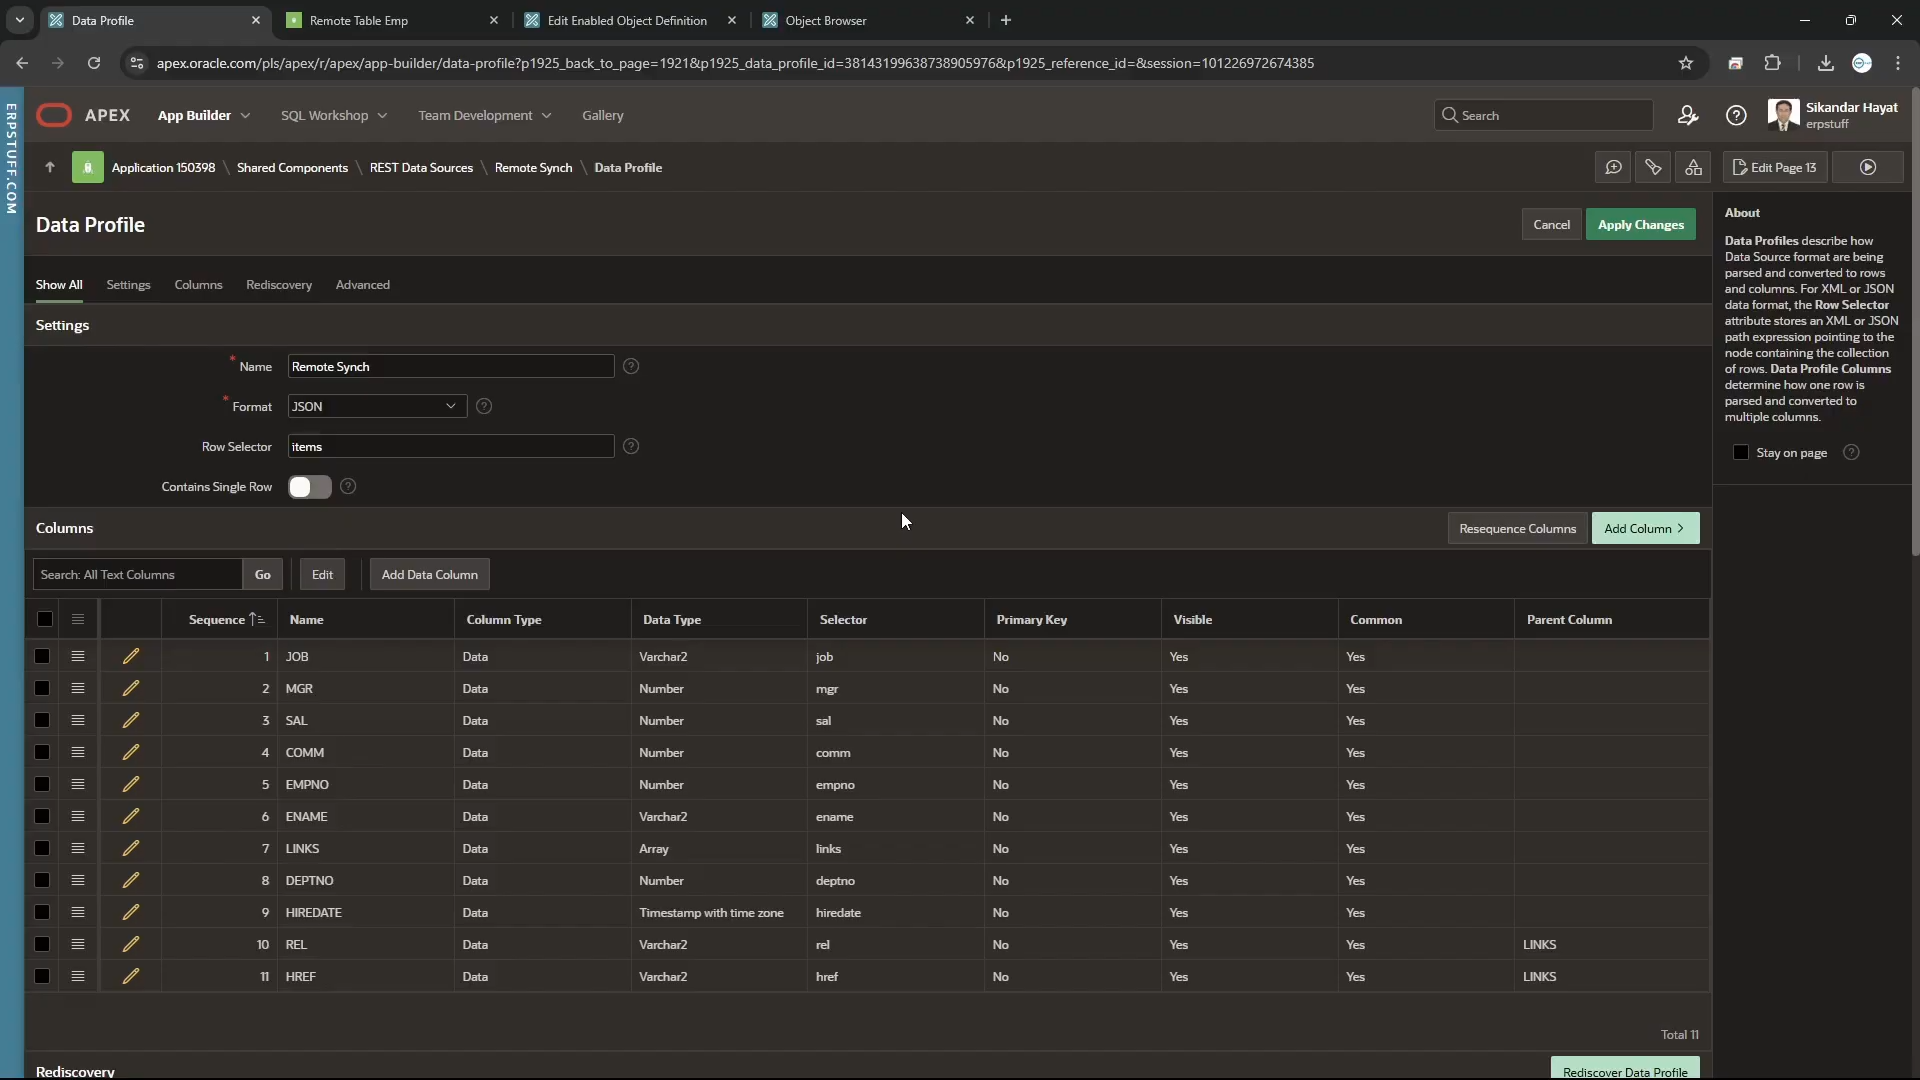 Data Profile
Remote Table Emp
Edit Enabled Object Definition
Object Browser
apex.oracle.com/pls/apex/r/apex/app-builder/data-profile?p1925_back_to_page=1921&p1925_data_profile_id=38143199638738905976&p1925_reference_id=&session=101226972674385
ERPSTUFF.COM
APEX
App Builder
SQL Workshop
Team Development
Gallery
Search
Sikandar Hayat
erpstuff
Application 150398 \ Shared Components \ REST Data Sources \ Remote Synch \ Data Profile
Edit Page 13
Data Profile
Cancel
Apply Changes
Show All
Settings
Columns
Rediscovery
Advanced
Settings
* Name
Remote Synch
* Format
JSON
Row Selector
items
Contains Single Row
Columns
Resequence Columns
Add Column >
Search: All Text Columns
Go
Edit
Add Data Column
Sequence Name Column Type Data Type Selector Primary Key Visible Common Parent Column
1 JOB Data Varchar2 job No Yes Yes
2 MGR Data Number mgr No Yes Yes
3 SAL Data Number sal No Yes Yes
4 COMM Data Number comm No Yes Yes
5 EMPNO Data Number empno No Yes Yes
6 ENAME Data Varchar2 ename No Yes Yes
7 LINKS Data Array links No Yes Yes
8 DEPTNO Data Number deptno No Yes Yes
9 HIREDATE Data Timestamp with time zone hiredate No Yes Yes
10 REL Data Varchar2 rel No Yes Yes LINKS
11 HREF Data Varchar2 href No Yes Yes LINKS
Total 11
Rediscovery
Rediscover Data Profile
About
Data Profiles describe how
Data Source format are being
parsed and converted to rows
and columns. For XML or JSON
data format, the Row Selector
attribute stores an XML or JSON
path expression pointing to the
node containing the collection
of rows. Data Profile Columns
determine how one row is
parsed and converted to
multiple columns.
Stay on page